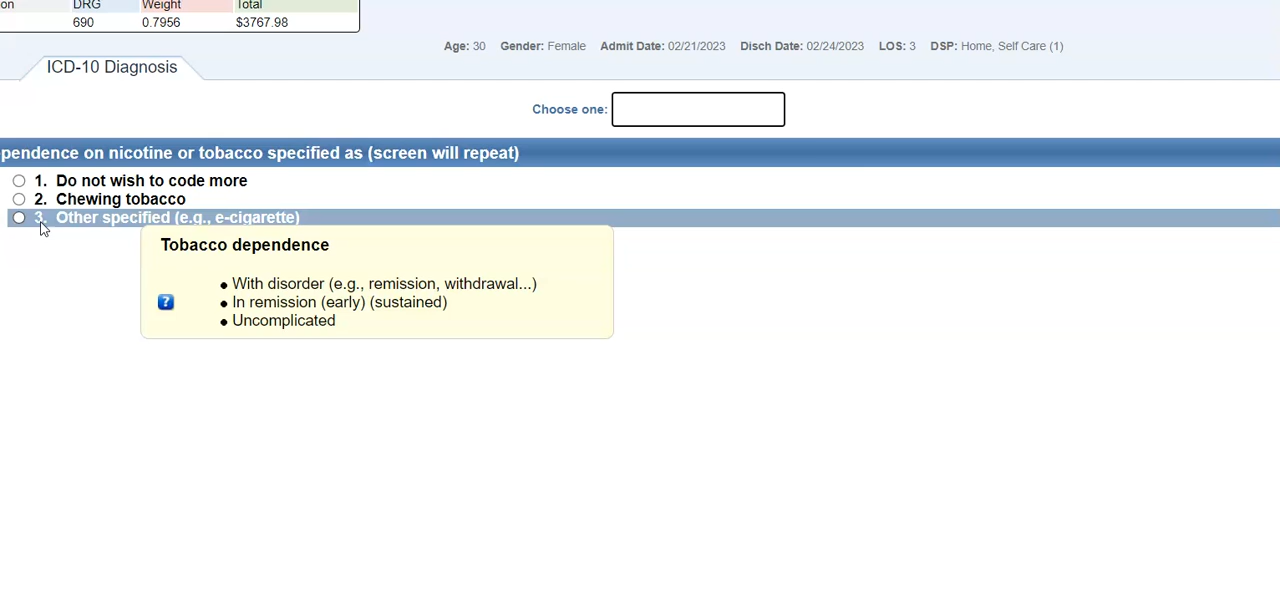 on DRG Weight Total
690 0.7956 $3767.98
Age: 30 Gender: Female Admit Date: 02/21/2023 Disch Date: 02/24/2023 LOS: 3 DSP: Home, Self Care (1)
ICD-10 Diagnosis
Choose one:
pendence on nicotine or tobacco specified as (screen will repeat)
1. Do not wish to code more
2. Chewing tobacco
3. Other specified (e.g., e-cigarette)
Tobacco dependence
● With disorder (e.g., remission, withdrawal...)
? ● In remission (early) (sustained)
● Uncomplicated